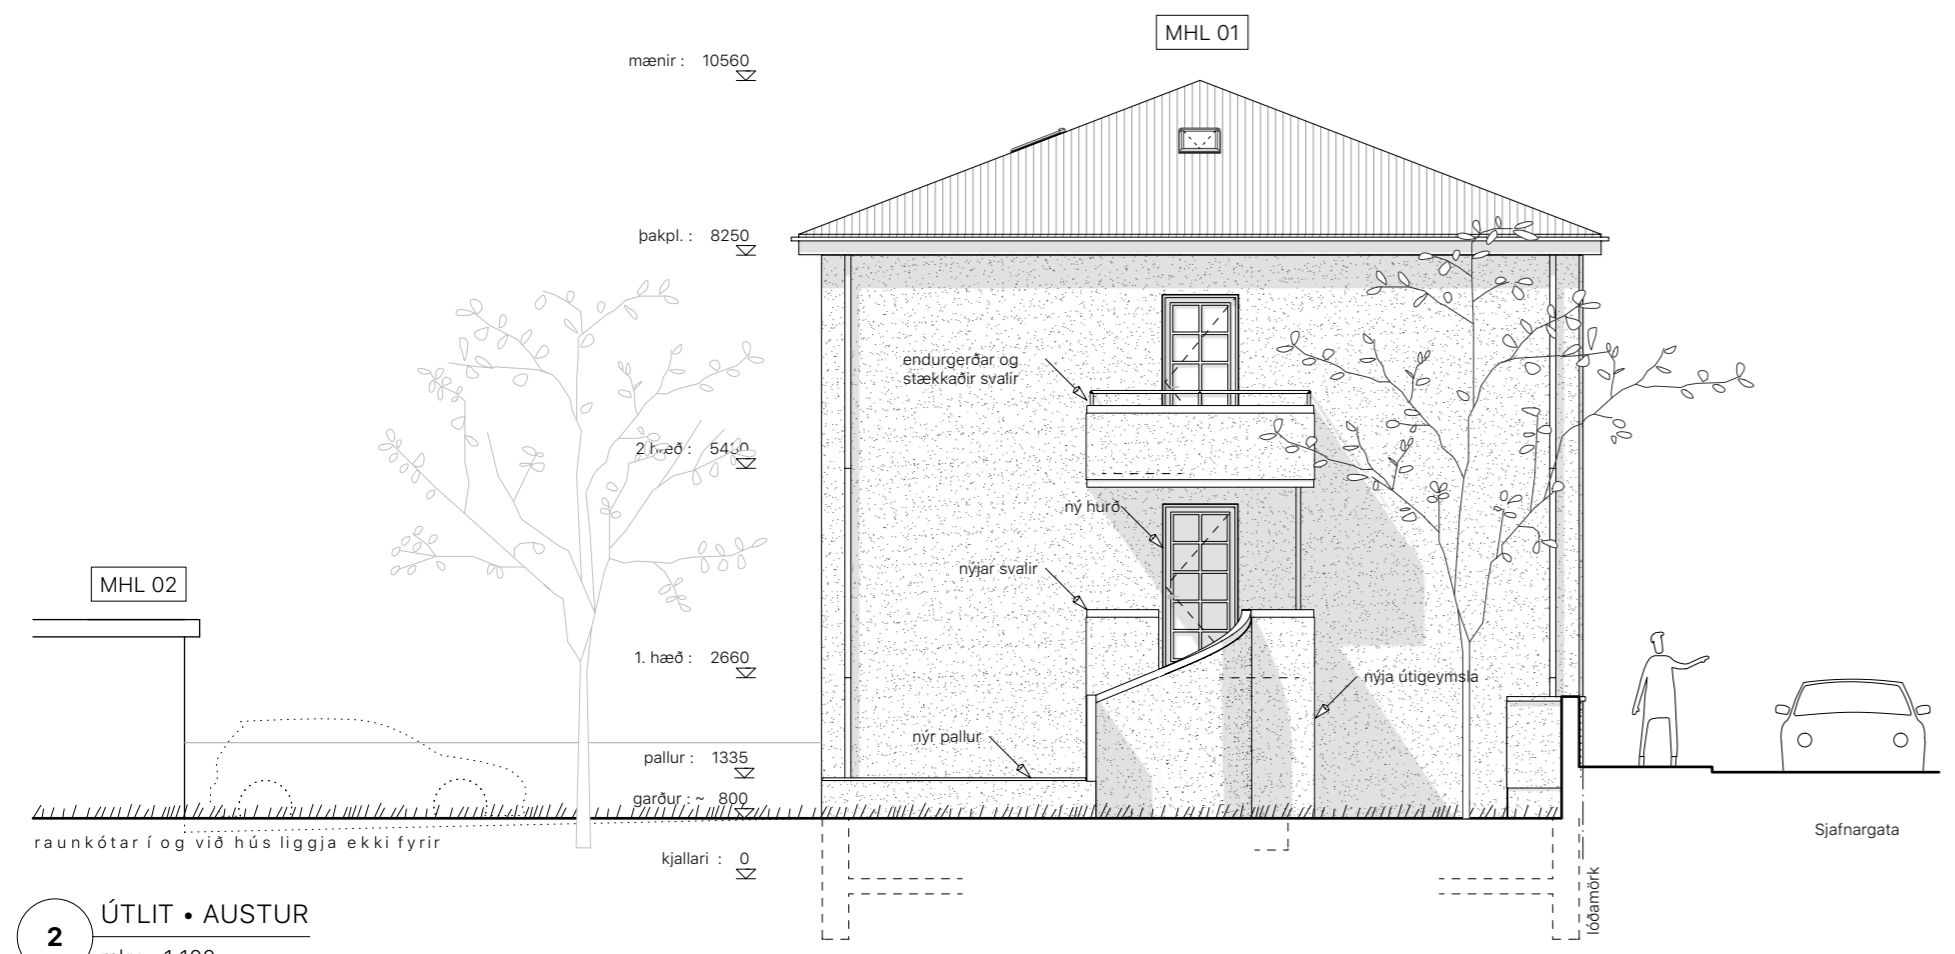 MHL 01
mænir : 10560
þakpl. : 8250
endurgerðar og
stækkaðir svalir
2 hæð :
ný hurð
nýjar svalir
MHL 02
1. hæð : 2660
nýja útigeymsla
nýr pallur
pallur : 1335
garður : ~ 800
raunkótar í og við hús liggja ekki fyrir
Sjafnargata
kjallari : 0
lóðamörk
2
ÚTLIT • AUSTUR